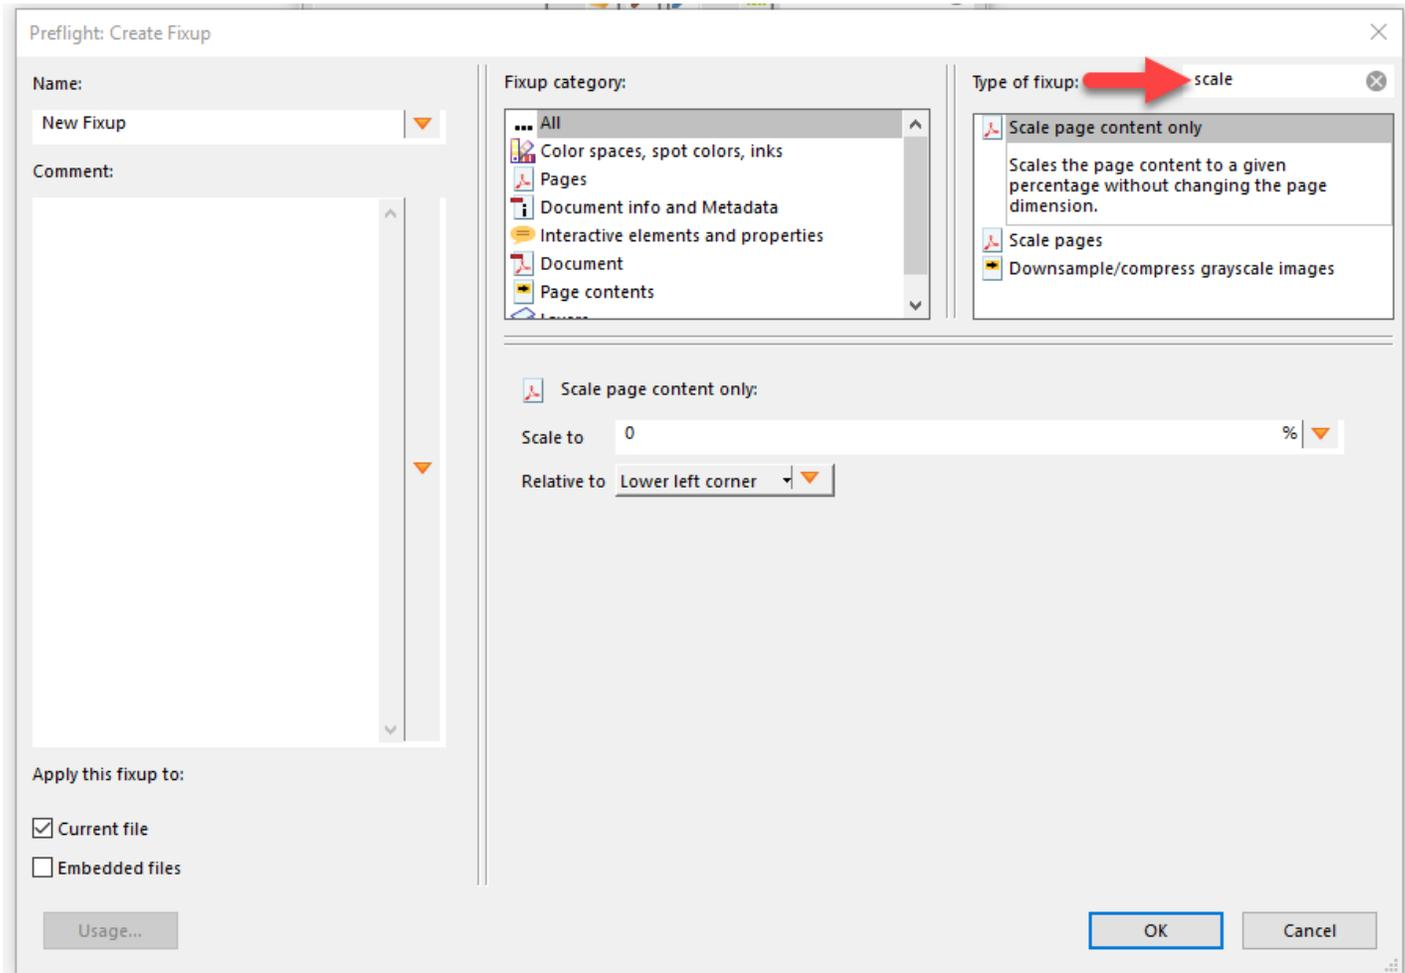 Preflight: Create Fixup
Name:
New Fixup
Comment:
Apply this fixup to:
Current file
Embedded files
Usage...
Fixup category:
All
Color spaces, spot colors, inks
Pages
Document info and Metadata
Interactive elements and properties
Document
Page contents
Layers
Type of fixup:
scale
Scale page content only
Scales the page content to a given
percentage without changing the page
dimension.
Scale pages
Downsample/compress grayscale images
Scale page content only:
Scale to 0 %
Relative to Lower left corner
OK
Cancel